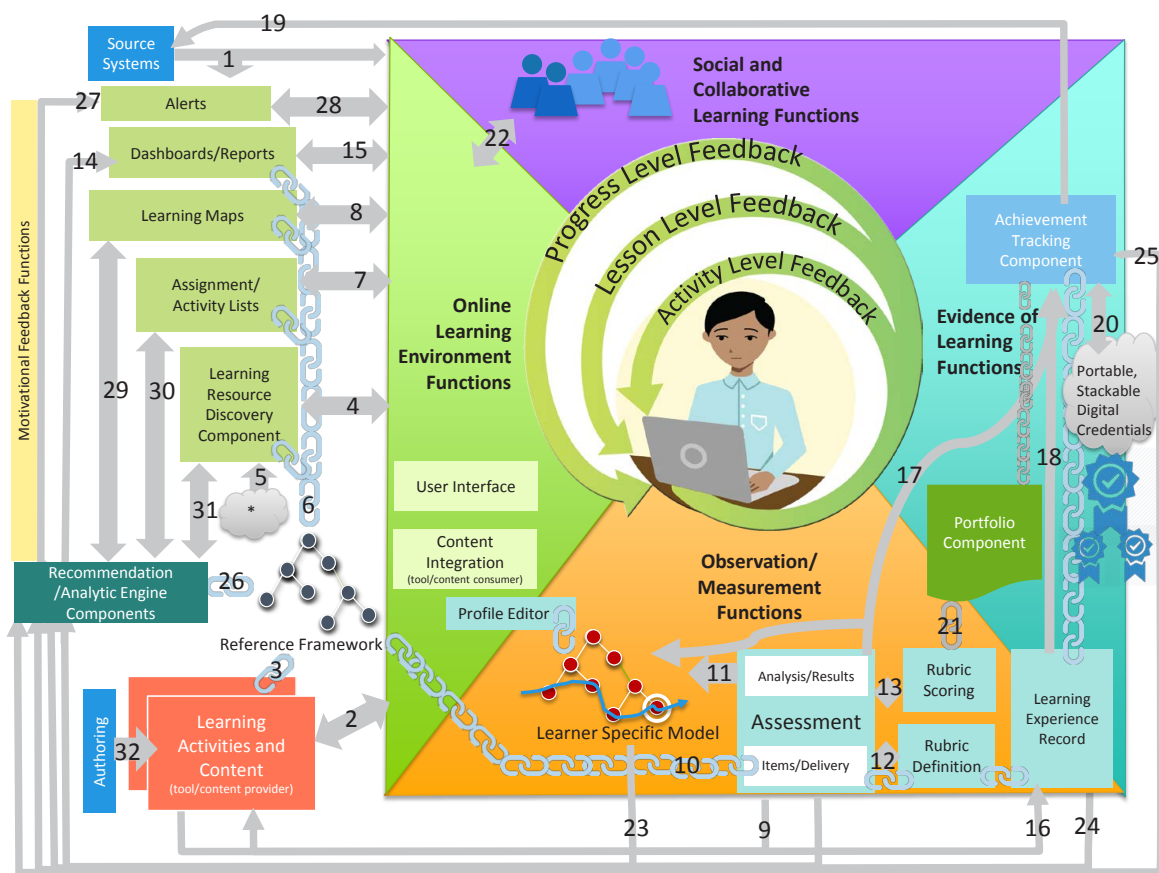 19
Source
Systems
1
Social and
Collaborative
Learning Functions
27
Alerts
28
22
14
Dashboards/Reports
15
Progress Level Feedback
Lesson Level Feedback
Activity Level Feedback
Learning Maps
8
Achievement
Tracking
Component
25
7
Assignment/
Activity Lists
Online
Learning
Environment
Functions
Evidence of
Learning
Functions
20
Motivational Feedback Functions
29
30
Learning
Resource
Discovery
Component
4
Portable,
Stackable
Digital
Credentials
17
18
5
31
*
6
User Interface
Content
Integration
(tool/content consumer)
Portfolio
Component
Observation/
Measurement
Functions
Recommendation
/Analytic Engine
Components
26
Profile Editor
21
Reference Framework
3
11
Analysis/Results
13
Rubric
Scoring
Learning
Experience
Record
Authoring
32
Learning
Activities and
Content
(tool/content provider)
2
Assessment
Learner Specific Model
10
Items/Delivery
12
Rubric
Definition
23
9
16
24